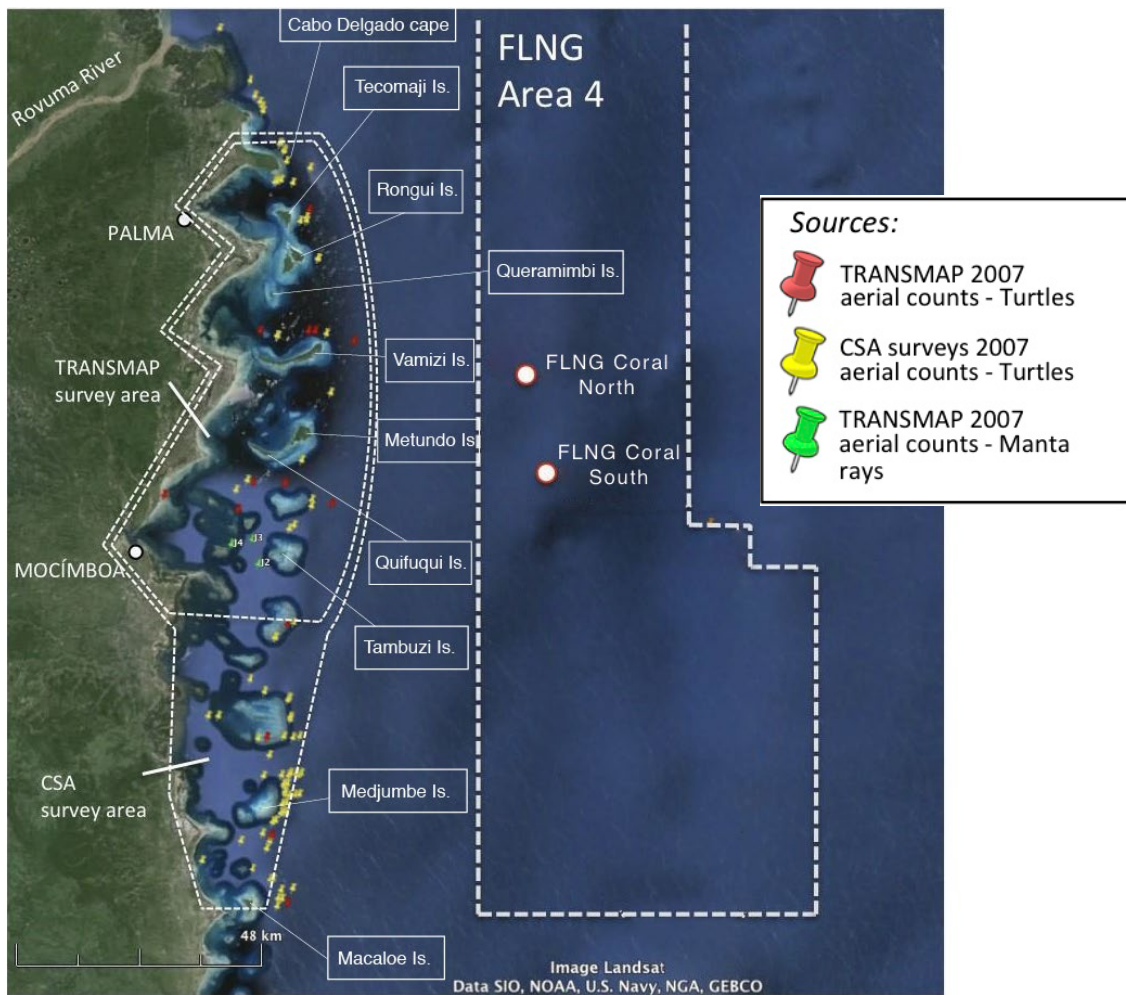 Cabo Delgado cape
FLNG
Area 4
Rovuma River
Tecomaji Is.
Rongui Is.
PALMA
Queramimbi Is.
TRANSMAP
survey area
Vamizi Is.
FLNG Coral
North
Metundo Is
FLNG Coral
South
J4
J3
J2
MOCÍMBOA
Quifuqui Is.
Tambuzi Is.
CSA
survey area
Medjumbe Is.
48 km
Macaloe Is.
Image Landsat
Data SIO, NOAA, U.S. Navy, NGA, GEBCO
Sources:
TRANSMAP 2007
aerial counts - Turtles
CSA surveys 2007
aerial counts - Turtles
TRANSMAP 2007
aerial counts - Manta
rays